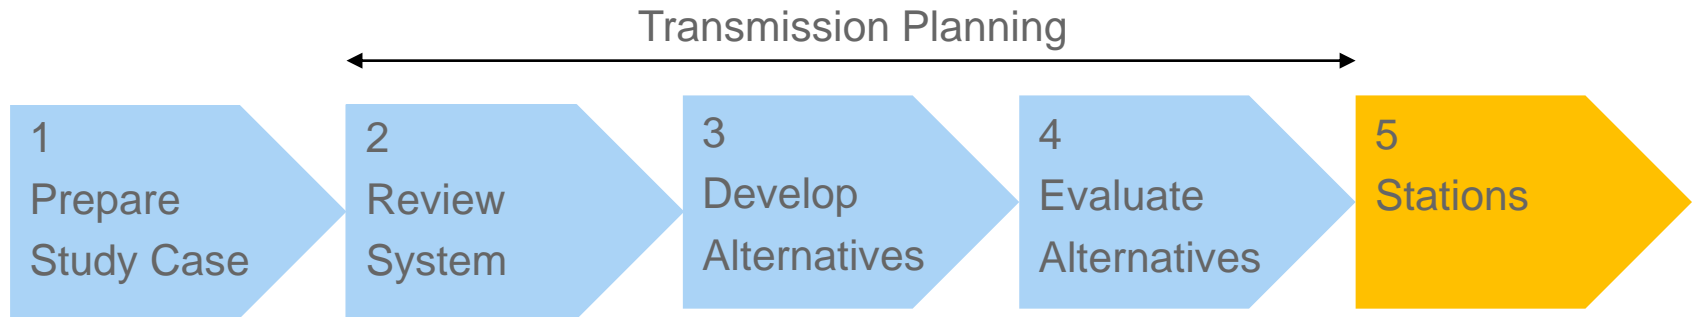 Transmission Planning
1
Prepare
Study Case
2
Review
System
3
Develop
Alternatives
4
Evaluate
Alternatives
5
Stations